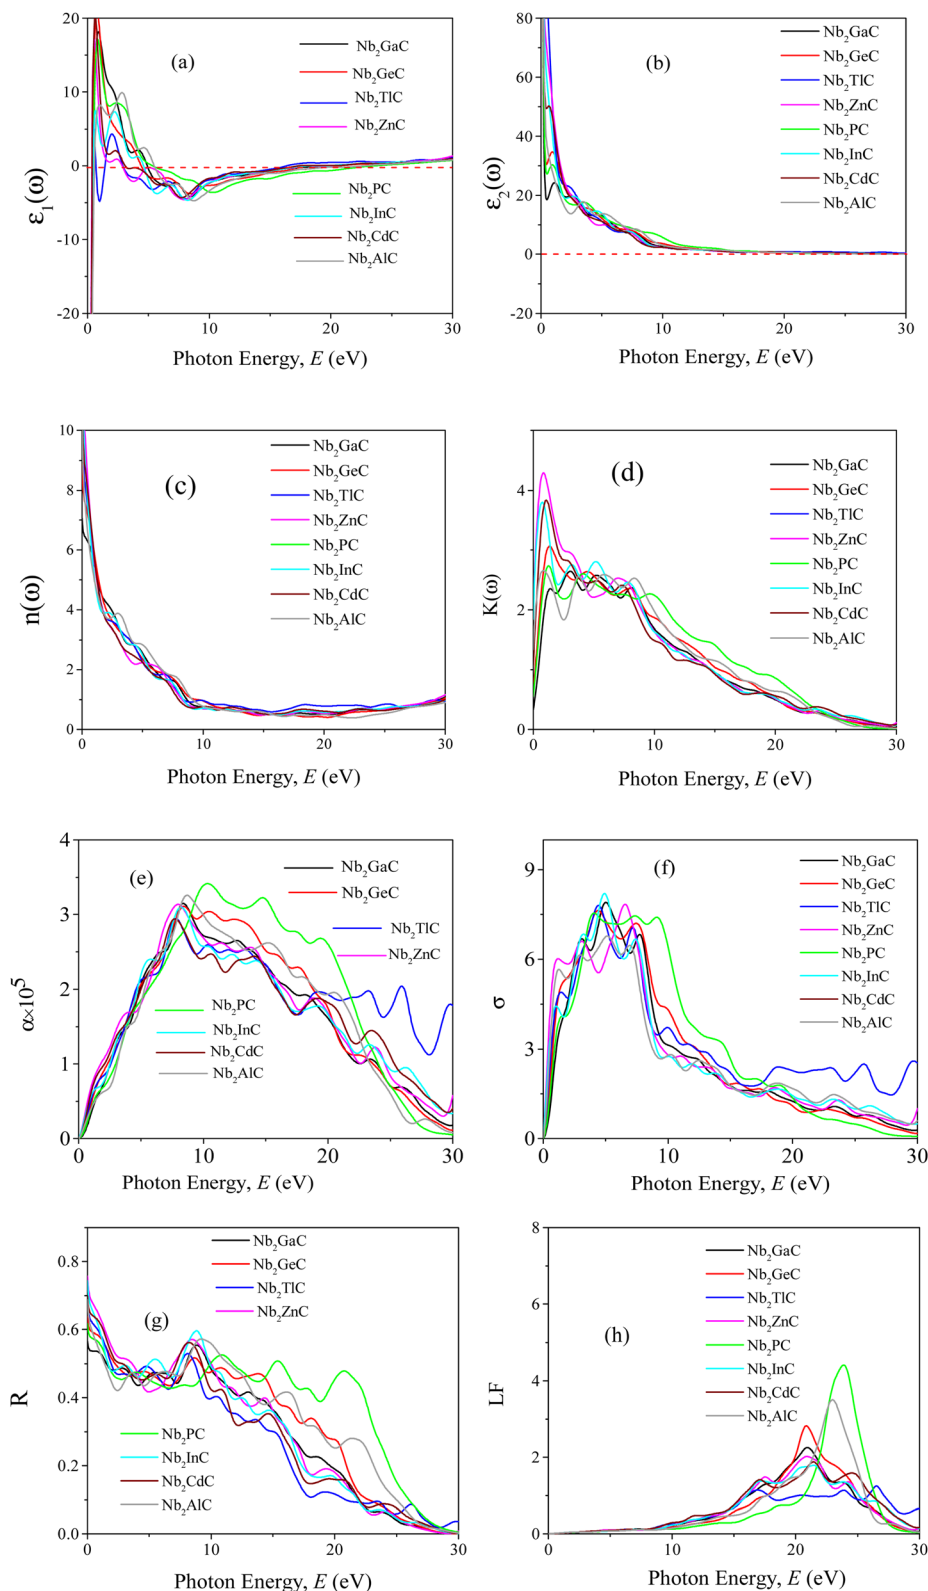 20
10
0
-10
-20
ε₁(ω)
(a)
Nb₂GaC
Nb₂GeC
Nb₂TlC
Nb₂ZnC
Nb₂PC
Nb₂InC
Nb₂CdC
Nb₂AlC
0 10 20 30
Photon Energy, E (eV)
80
60
40
20
0
-20
ε₂(ω)
(b)
Nb₂GaC
Nb₂GeC
Nb₂TlC
Nb₂ZnC
Nb₂PC
Nb₂InC
Nb₂CdC
Nb₂AlC
0 10 20 30
Photon Energy, E (eV)
10
8
6
4
2
0
n(ω)
(c)
Nb₂GaC
Nb₂GeC
Nb₂TlC
Nb₂ZnC
Nb₂PC
Nb₂InC
Nb₂CdC
Nb₂AlC
0 10 20 30
Photon Energy, E (eV)
4
2
0
K(ω)
(d)
Nb₂GaC
Nb₂GeC
Nb₂TlC
Nb₂ZnC
Nb₂PC
Nb₂InC
Nb₂CdC
Nb₂AlC
0 10 20 30
Photon Energy, E (eV)
4
3
2
1
0
α×10⁵
(e)
Nb₂GaC
Nb₂GeC
Nb₂TlC
Nb₂ZnC
Nb₂PC
Nb₂InC
Nb₂CdC
Nb₂AlC
0 10 20 30
Photon Energy, E (eV)
9
6
3
0
σ
(f)
Nb₂GaC
Nb₂GeC
Nb₂TlC
Nb₂ZnC
Nb₂PC
Nb₂InC
Nb₂CdC
Nb₂AlC
0 10 20 30
Photon Energy, E (eV)
0.8
0.6
0.4
0.2
0.0
R
(g)
Nb₂GaC
Nb₂GeC
Nb₂TlC
Nb₂ZnC
Nb₂PC
Nb₂InC
Nb₂CdC
Nb₂AlC
0 10 20 30
Photon Energy, E (eV)
8
6
4
2
0
LF
(h)
Nb₂GaC
Nb₂GeC
Nb₂TlC
Nb₂ZnC
Nb₂PC
Nb₂InC
Nb₂CdC
Nb₂AlC
0 10 20 30
Photon Energy, E (eV)